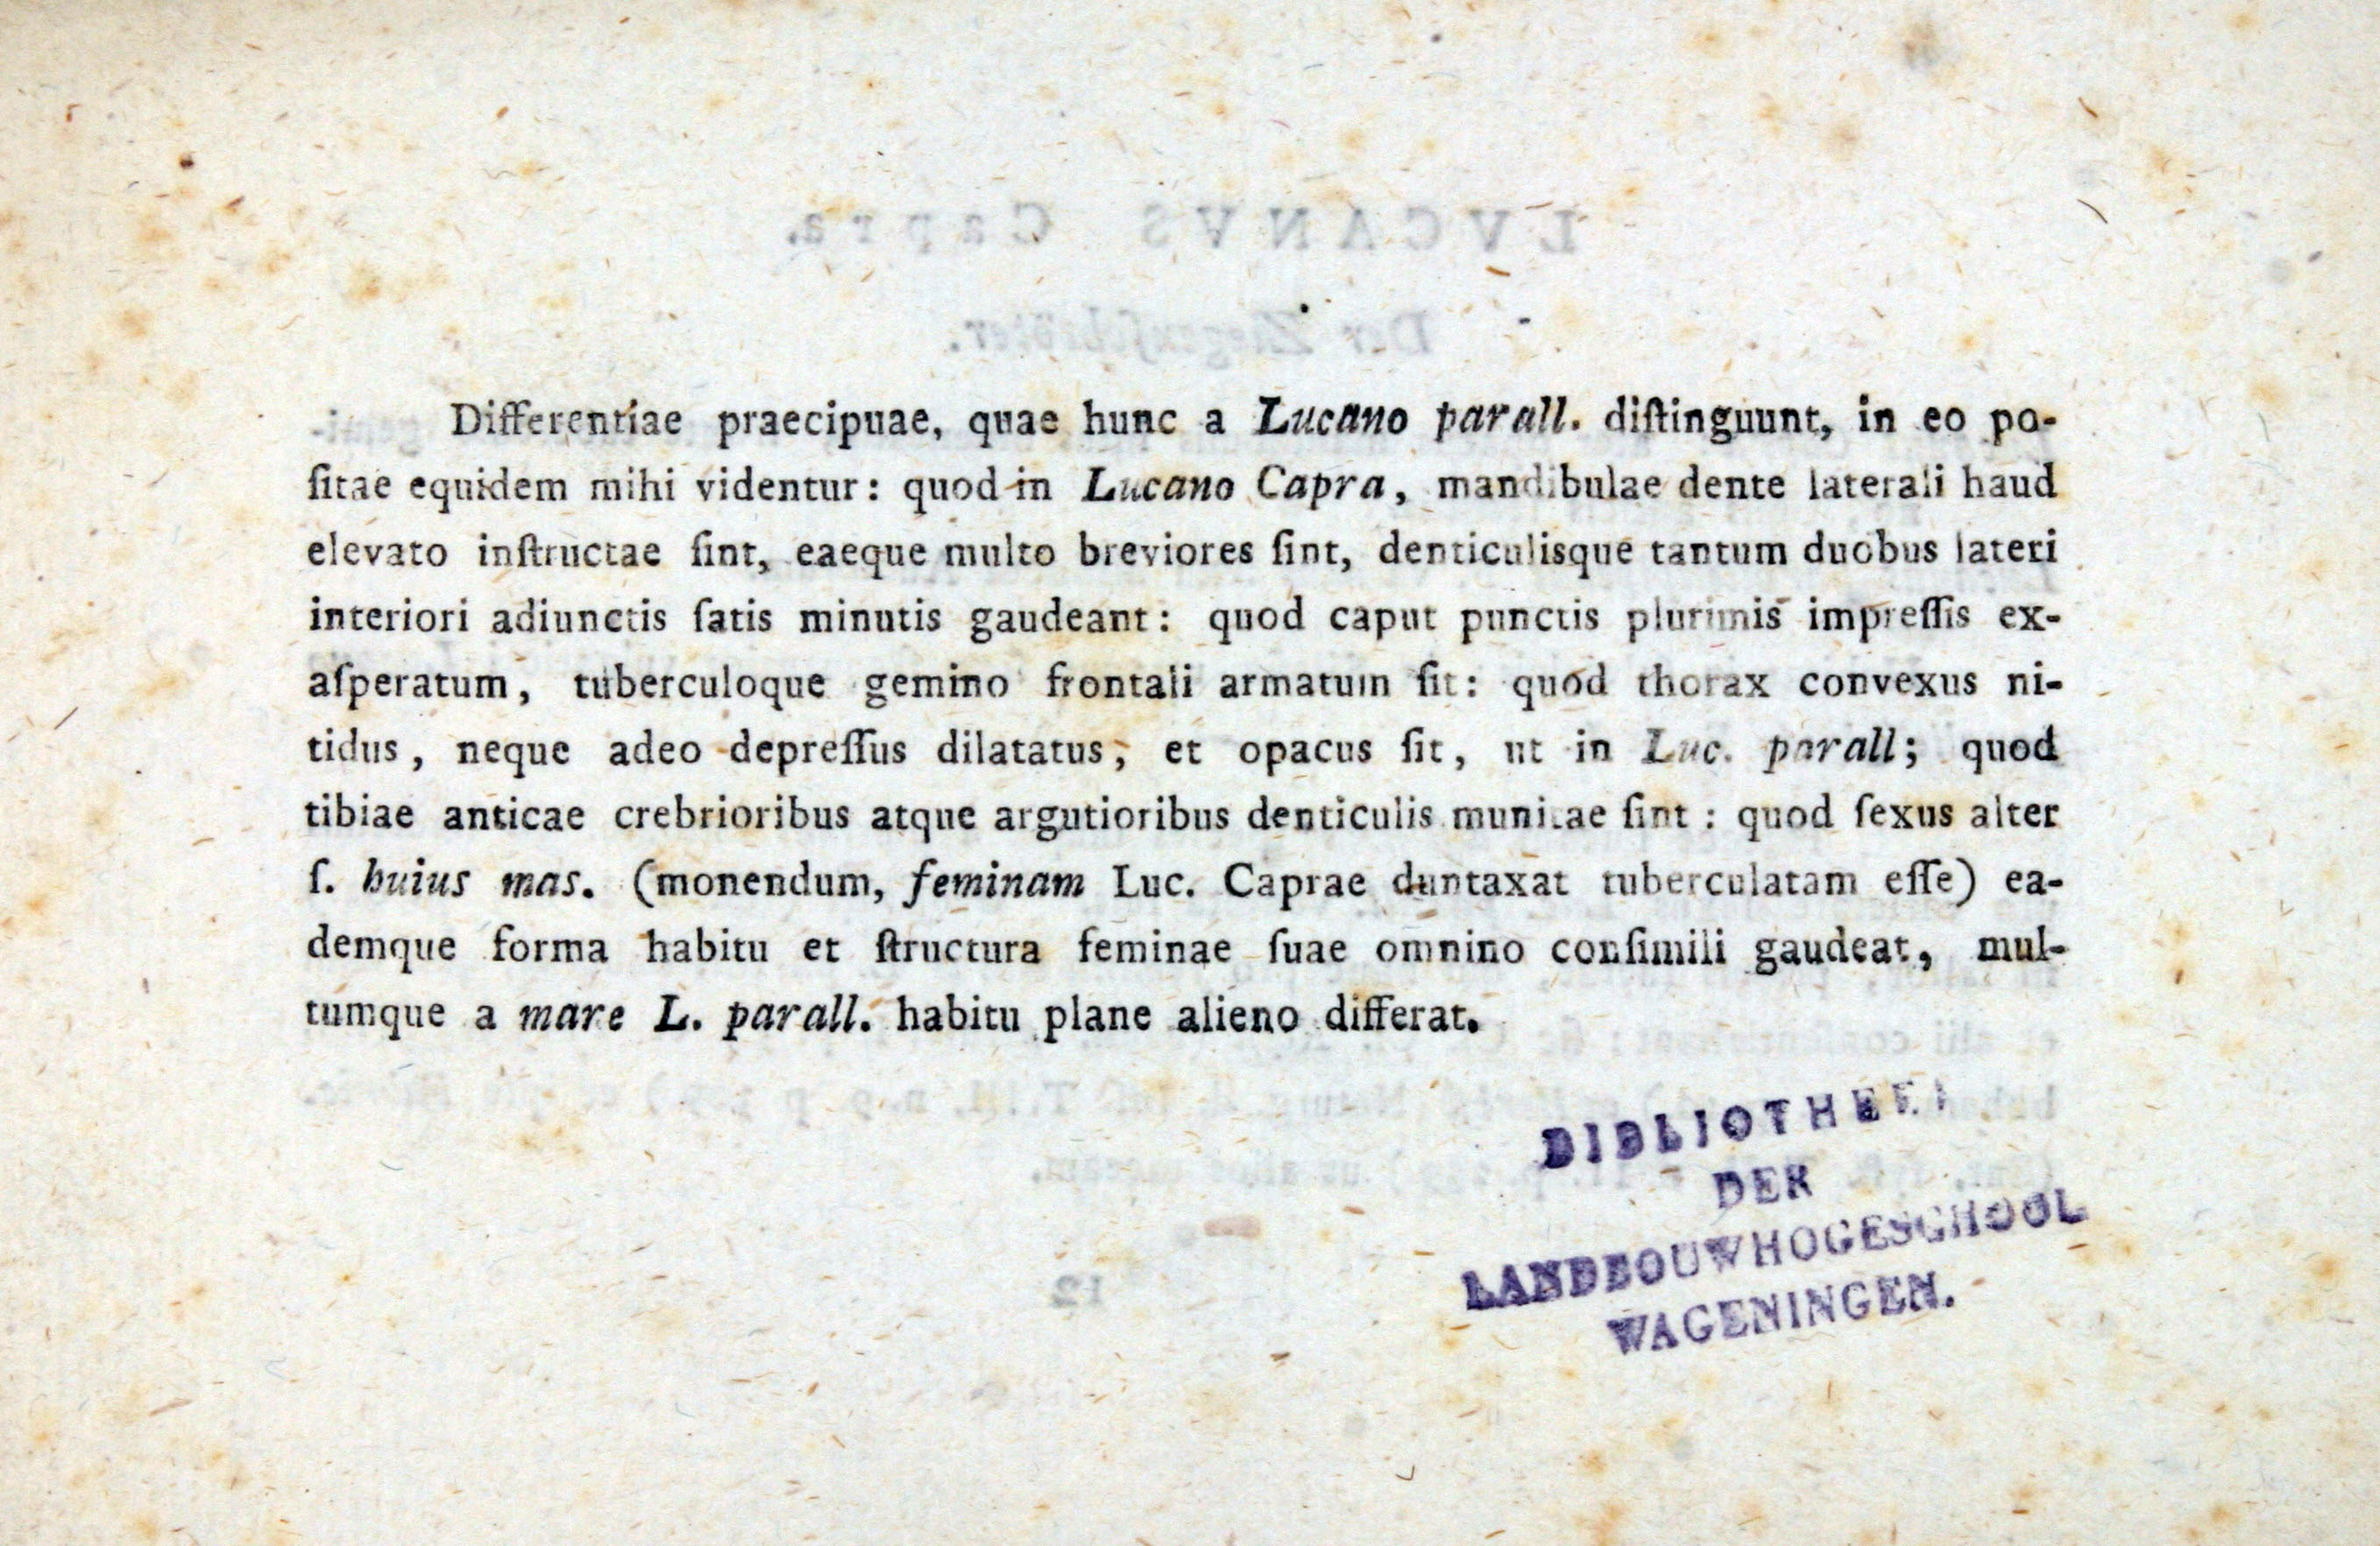 Differentiae praecipuae, quae hunc a Lucano parall. diſtinguunt, in eo po-
ſitae equidem mihi videntur: quod in Lucano Capra, mandibulae dente laterali haud
elevato inſtructae ſint, eaeque multo breviores ſint, denticulisque tantum duobus lateri
interiori adiunctis ſatis minutis gaudeant: quod caput punctis plurimis impreſſis ex-
aſperatum, tuberculoque gemino frontali armatum ſit: quod thorax convexus ni-
tidus, neque adeo depreſſus dilatatus, et opacus ſit, ut in Luc. parall; quod
tibiae anticae crebrioribus atque argutioribus denticulis munitae ſint: quod ſexus alter
ſ. huius mas. (monendum, feminam Luc. Caprae duntaxat tuberculatam eſſe) ea-
demque forma habitu et ſtructura feminae ſuae omnino conſimili gaudeat, mul-
tumque a mare L. parall. habitu plane alieno differat.
BIBLIOTHEEK
DER
LANDBOUWHOGESCHOOL
WAGENINGEN.